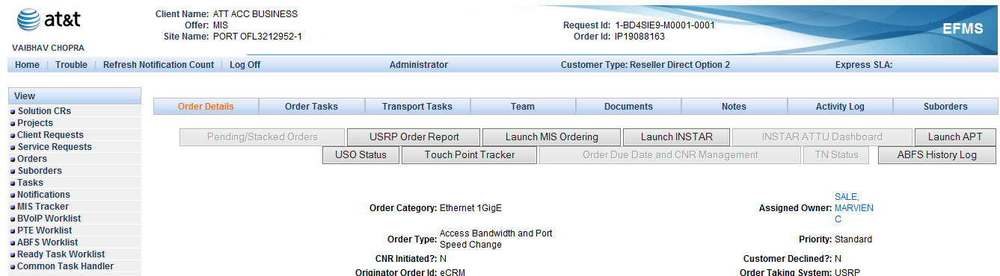 at&t
VAIBHAV CHOPRA
Client Name: ATT ACC BUSINESS
Offer: MIS
Site Name: PORT OFL3212952-1
Request Id: 1-BD4SIE9-M0001-0001
Order Id: IP19088163
EFMS
Home | Trouble | Refresh Notification Count | Log Off Administrator Customer Type: Reseller Direct Option 2 Express SLA:
View
Solution CRs
Projects
Client Requests
Service Requests
Orders
Suborders
Tasks
Notifications
MIS Tracker
BVoIP Worklist
PTE Worklist
ABFS Worklist
Ready Task Worklist
Common Task Handler
Order Details Order Tasks Transport Tasks Team Documents Notes Activity Log Suborders
Pending/Stacked Orders USRP Order Report Launch MIS Ordering Launch INSTAR INSTAR ATTU Dashboard Launch APT
USO Status Touch Point Tracker Order Due Date and CNR Management TN Status ABFS History Log
Order Category: Ethernet 1GigE
Assigned Owner: SALE,
MARVIEN
C
Order Type: Access Bandwidth and Port
Speed Change
Priority: Standard
CNR Initiated?: N
Customer Declined?: N
Originator Order Id: eCRM
Order Taking System: USRP